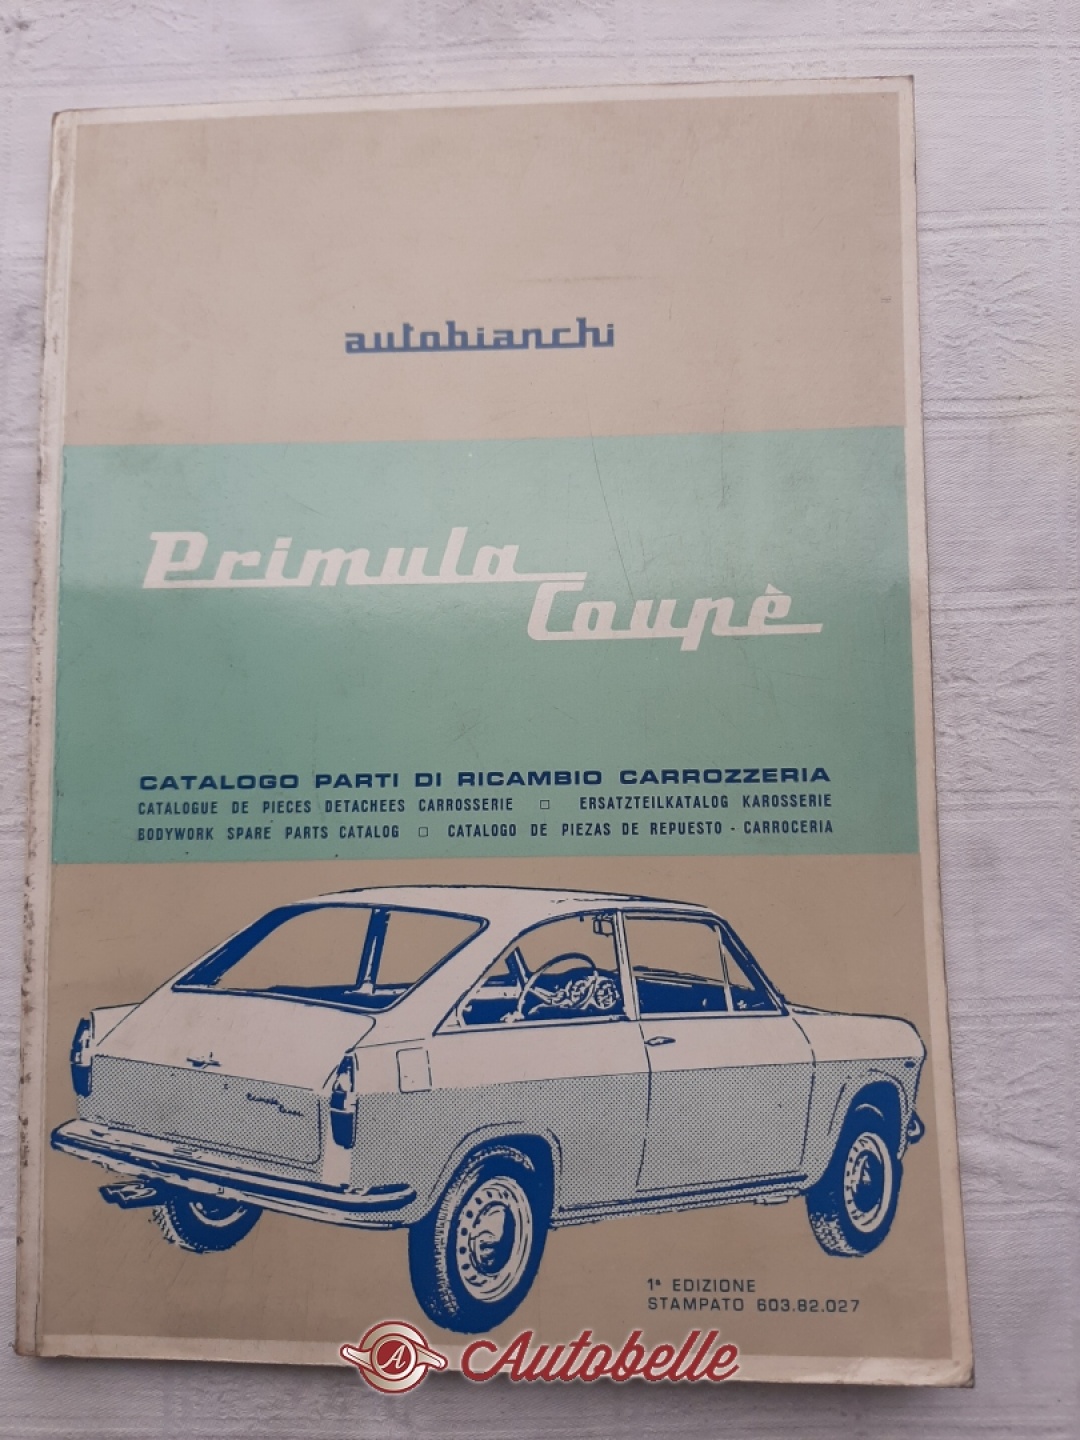 autobianchi
Primula
Coupè
CATALOGO PARTI DI RICAMBIO CARROZZERIA
CATALOGUE DE PIECES DETACHEES CARROSSERIE □ ERSATZTEILKATALOG KAROSSERIE
BODYWORK SPARE PARTS CATALOG □ CATALOGO DE PIEZAS DE REPUESTO - CARROCERIA
1ª EDIZIONE
STAMPATO 603.82.027
A Autobelle